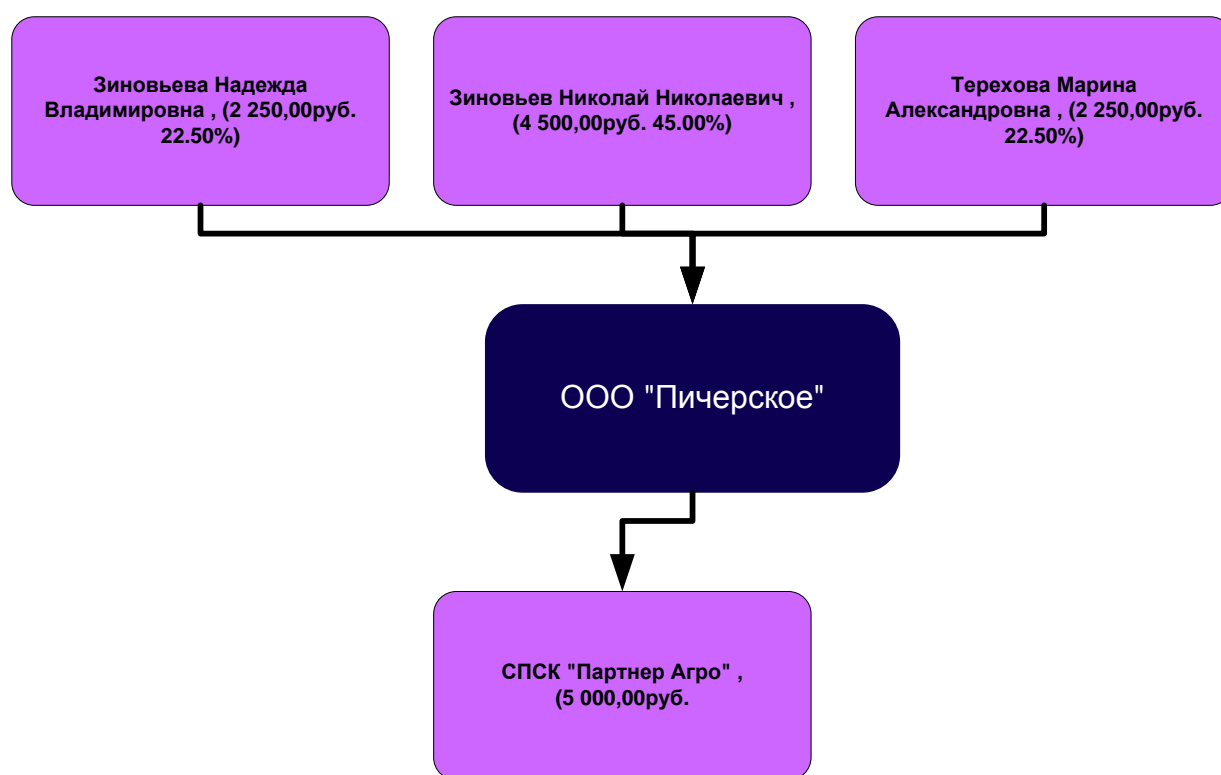 Зиновьева Надежда
Владимировна , (2 250,00руб.
22.50%)
Зиновьев Николай Николаевич ,
(4 500,00руб. 45.00%)
Терехова Марина
Александровна , (2 250,00руб.
22.50%)
ООО "Пичерское"
СПСК "Партнер Агро" ,
(5 000,00руб.